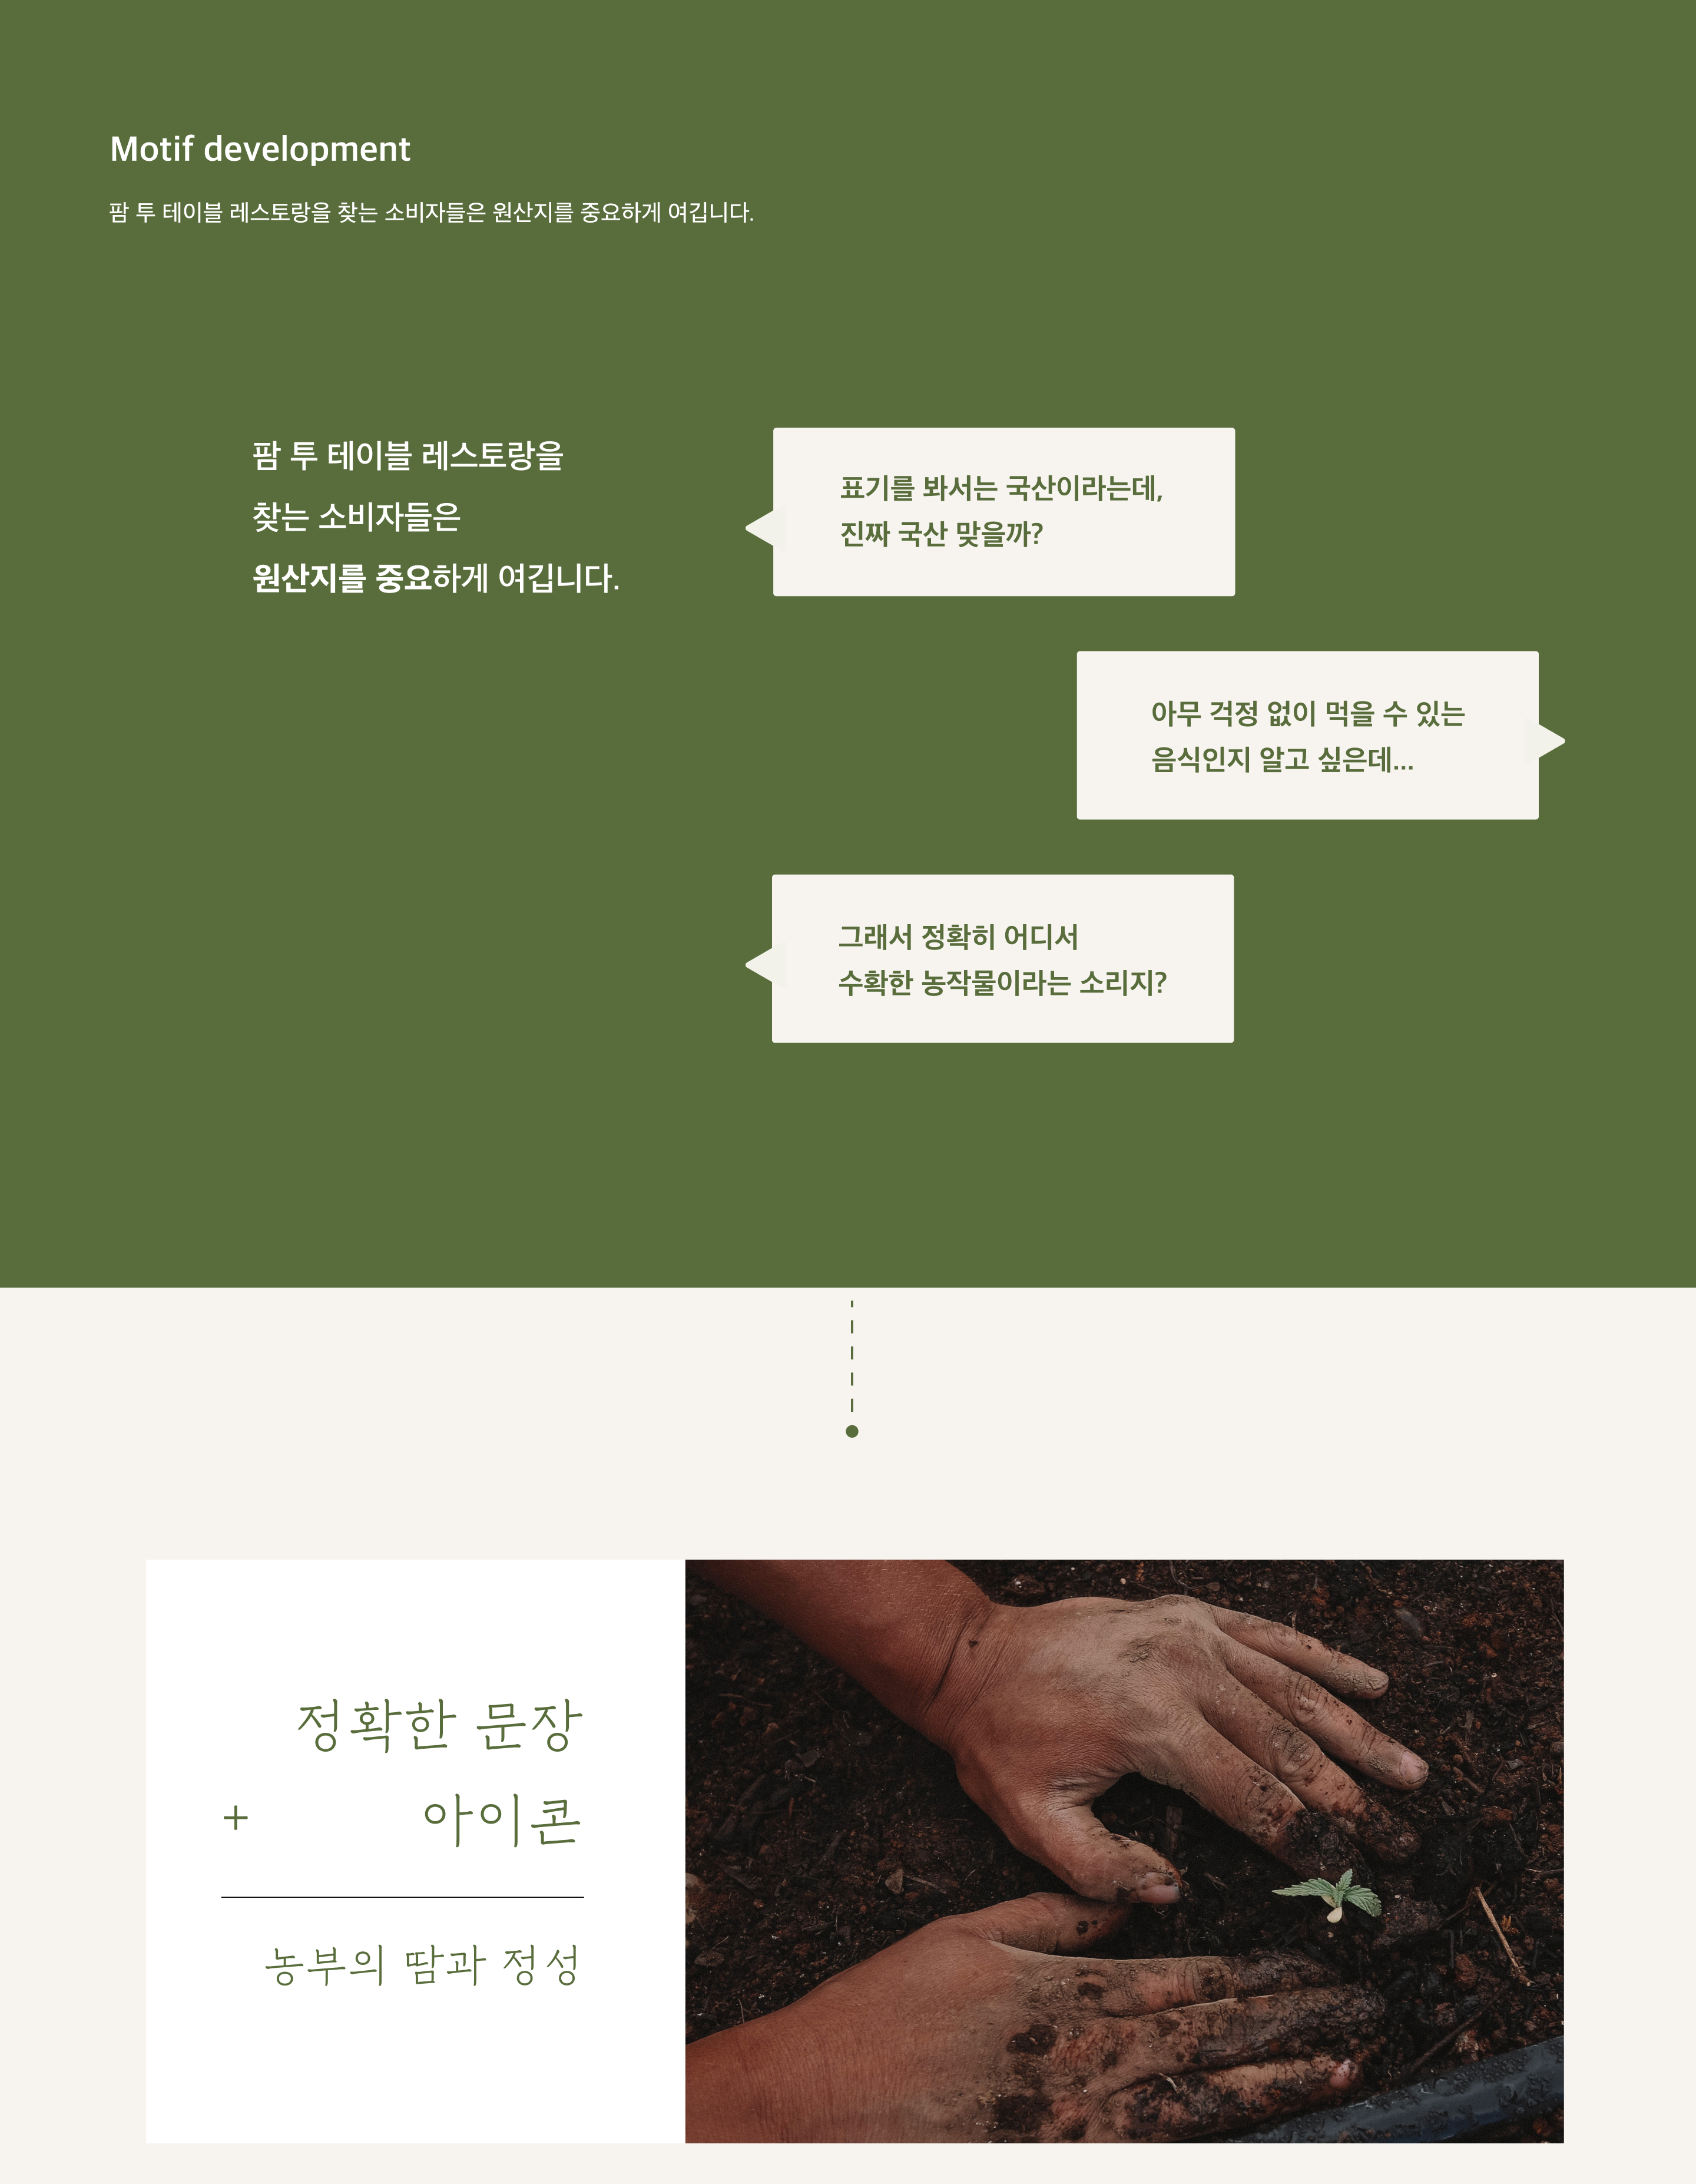 Motif development
팜 투 테이블 레스토랑을 찾는 소비자들은 원산지를 중요하게 여깁니다.
팜 투 테이블 레스토랑을
찾는 소비자들은
원산지를 중요하게 여깁니다.
표기를 봐서는 국산이라는데,
진짜 국산 맞을까?
아무 걱정 없이 먹을 수 있는
음식인지 알고 싶은데...
그래서 정확히 어디서
수확한 농작물이라는 소리지?
정확한 문장
+ 아이콘
농부의 땀과 정성